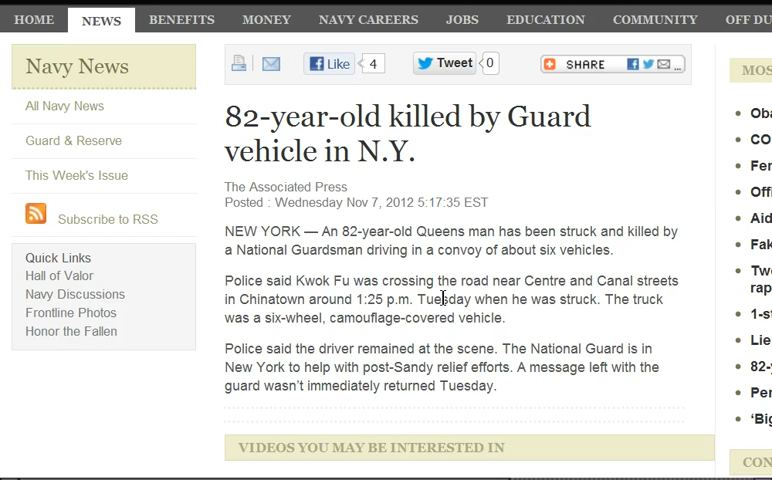 HOME NEWS BENEFITS MONEY NAVY CAREERS JOBS EDUCATION COMMUNITY OFF DU
Navy News
All Navy News
Guard & Reserve
This Week's Issue
Subscribe to RSS
Quick Links
Hall of Valor
Navy Discussions
Frontline Photos
Honor the Fallen
Like 4 Tweet 0 SHARE ...
82-year-old killed by Guard
vehicle in N.Y.
The Associated Press
Posted : Wednesday Nov 7, 2012 5:17:35 EST
NEW YORK — An 82-year-old Queens man has been struck and killed by
a National Guardsman driving in a convoy of about six vehicles.
Police said Kwok Fu was crossing the road near Centre and Canal streets
in Chinatown around 1:25 p.m. Tuesday when he was struck. The truck
was a six-wheel, camouflage-covered vehicle.
Police said the driver remained at the scene. The National Guard is in
New York to help with post-Sandy relief efforts. A message left with the
guard wasn't immediately returned Tuesday.
VIDEOS YOU MAY BE INTERESTED IN
MOS
Oba
CO
Fer
Offi
Aid
Fak
Two
rap
1-st
Lie
82-y
Per
'Big
CON